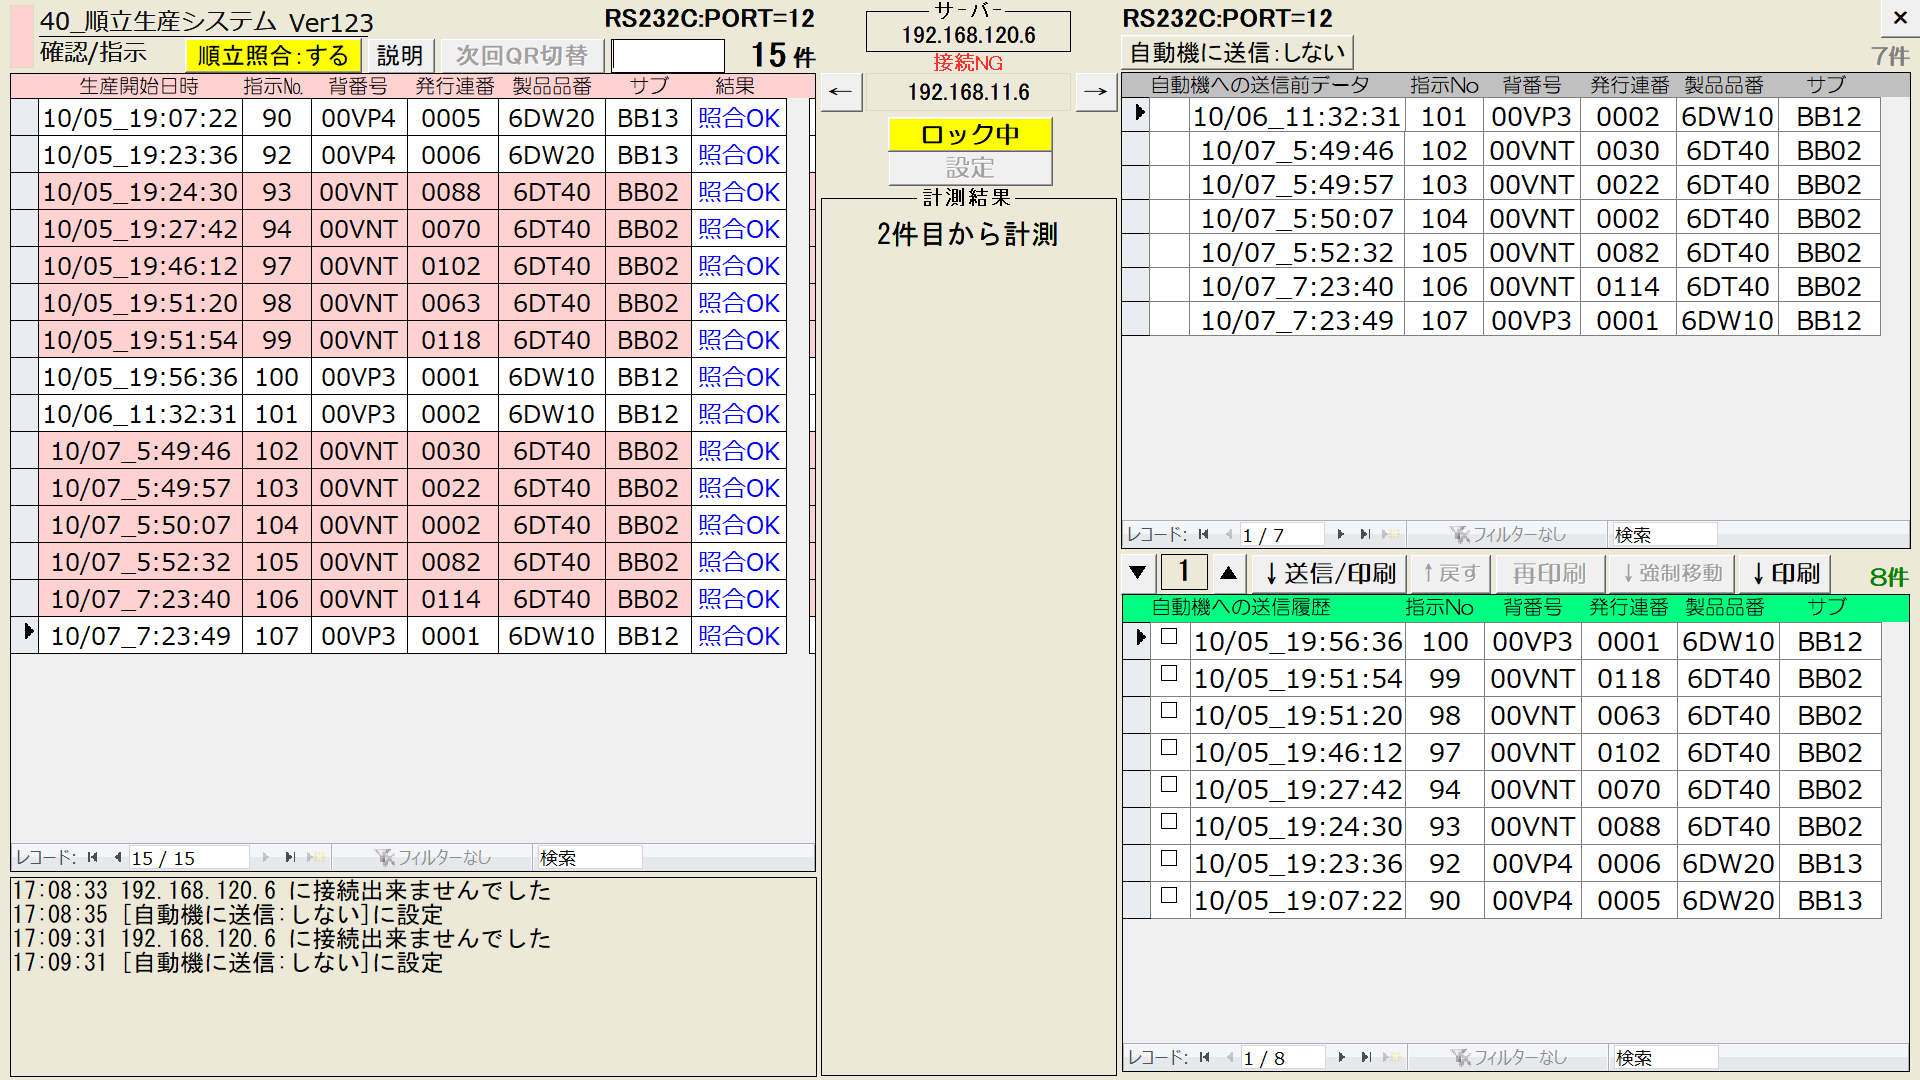 40_順立生産システム Ver123
RS232C:PORT=12
確認/指示
順立照合:する
説明
次回QR切替
15 件
生産開始日時 指示No. 背番号 発行連番 製品品番 サブ 結果
10/05_19:07:22 90 00VP4 0005 6DW20 BB13 照合OK
10/05_19:23:36 92 00VP4 0006 6DW20 BB13 照合OK
10/05_19:24:30 93 00VNT 0088 6DT40 BB02 照合OK
10/05_19:27:42 94 00VNT 0070 6DT40 BB02 照合OK
10/05_19:46:12 97 00VNT 0102 6DT40 BB02 照合OK
10/05_19:51:20 98 00VNT 0063 6DT40 BB02 照合OK
10/05_19:51:54 99 00VNT 0118 6DT40 BB02 照合OK
10/05_19:56:36 100 00VP3 0001 6DW10 BB12 照合OK
10/06_11:32:31 101 00VP3 0002 6DW10 BB12 照合OK
10/07_5:49:46 102 00VNT 0030 6DT40 BB02 照合OK
10/07_5:49:57 103 00VNT 0022 6DT40 BB02 照合OK
10/07_5:50:07 104 00VNT 0002 6DT40 BB02 照合OK
10/07_5:52:32 105 00VNT 0082 6DT40 BB02 照合OK
10/07_7:23:40 106 00VNT 0114 6DT40 BB02 照合OK
10/07_7:23:49 107 00VP3 0001 6DW10 BB12 照合OK
レコード: 15 / 15 フィルターなし 検索
17:08:33 192.168.120.6 に接続出来ませんでした
17:08:35 [自動機に送信:しない]に設定
17:09:31 192.168.120.6 に接続出来ませんでした
17:09:31 [自動機に送信:しない]に設定
サーバー
192.168.120.6
接続NG
← 192.168.11.6 →
ロック中
設定
計測結果
2件目から計測
RS232C:PORT=12
×
自動機に送信:しない
7件
自動機への送信前データ 指示No 背番号 発行連番 製品品番 サブ
10/06_11:32:31 101 00VP3 0002 6DW10 BB12
10/07_5:49:46 102 00VNT 0030 6DT40 BB02
10/07_5:49:57 103 00VNT 0022 6DT40 BB02
10/07_5:50:07 104 00VNT 0002 6DT40 BB02
10/07_5:52:32 105 00VNT 0082 6DT40 BB02
10/07_7:23:40 106 00VNT 0114 6DT40 BB02
10/07_7:23:49 107 00VP3 0001 6DW10 BB12
レコード: 1 / 7 フィルターなし 検索
▼ 1 ▲ ↓送信/印刷 ↑戻す 再印刷 ↓強制移動 ↓印刷 8件
自動機への送信履歴 指示No 背番号 発行連番 製品品番 サブ
10/05_19:56:36 100 00VP3 0001 6DW10 BB12
10/05_19:51:54 99 00VNT 0118 6DT40 BB02
10/05_19:51:20 98 00VNT 0063 6DT40 BB02
10/05_19:46:12 97 00VNT 0102 6DT40 BB02
10/05_19:27:42 94 00VNT 0070 6DT40 BB02
10/05_19:24:30 93 00VNT 0088 6DT40 BB02
10/05_19:23:36 92 00VP4 0006 6DW20 BB13
10/05_19:07:22 90 00VP4 0005 6DW20 BB13
レコード: 1 / 8 フィルターなし 検索